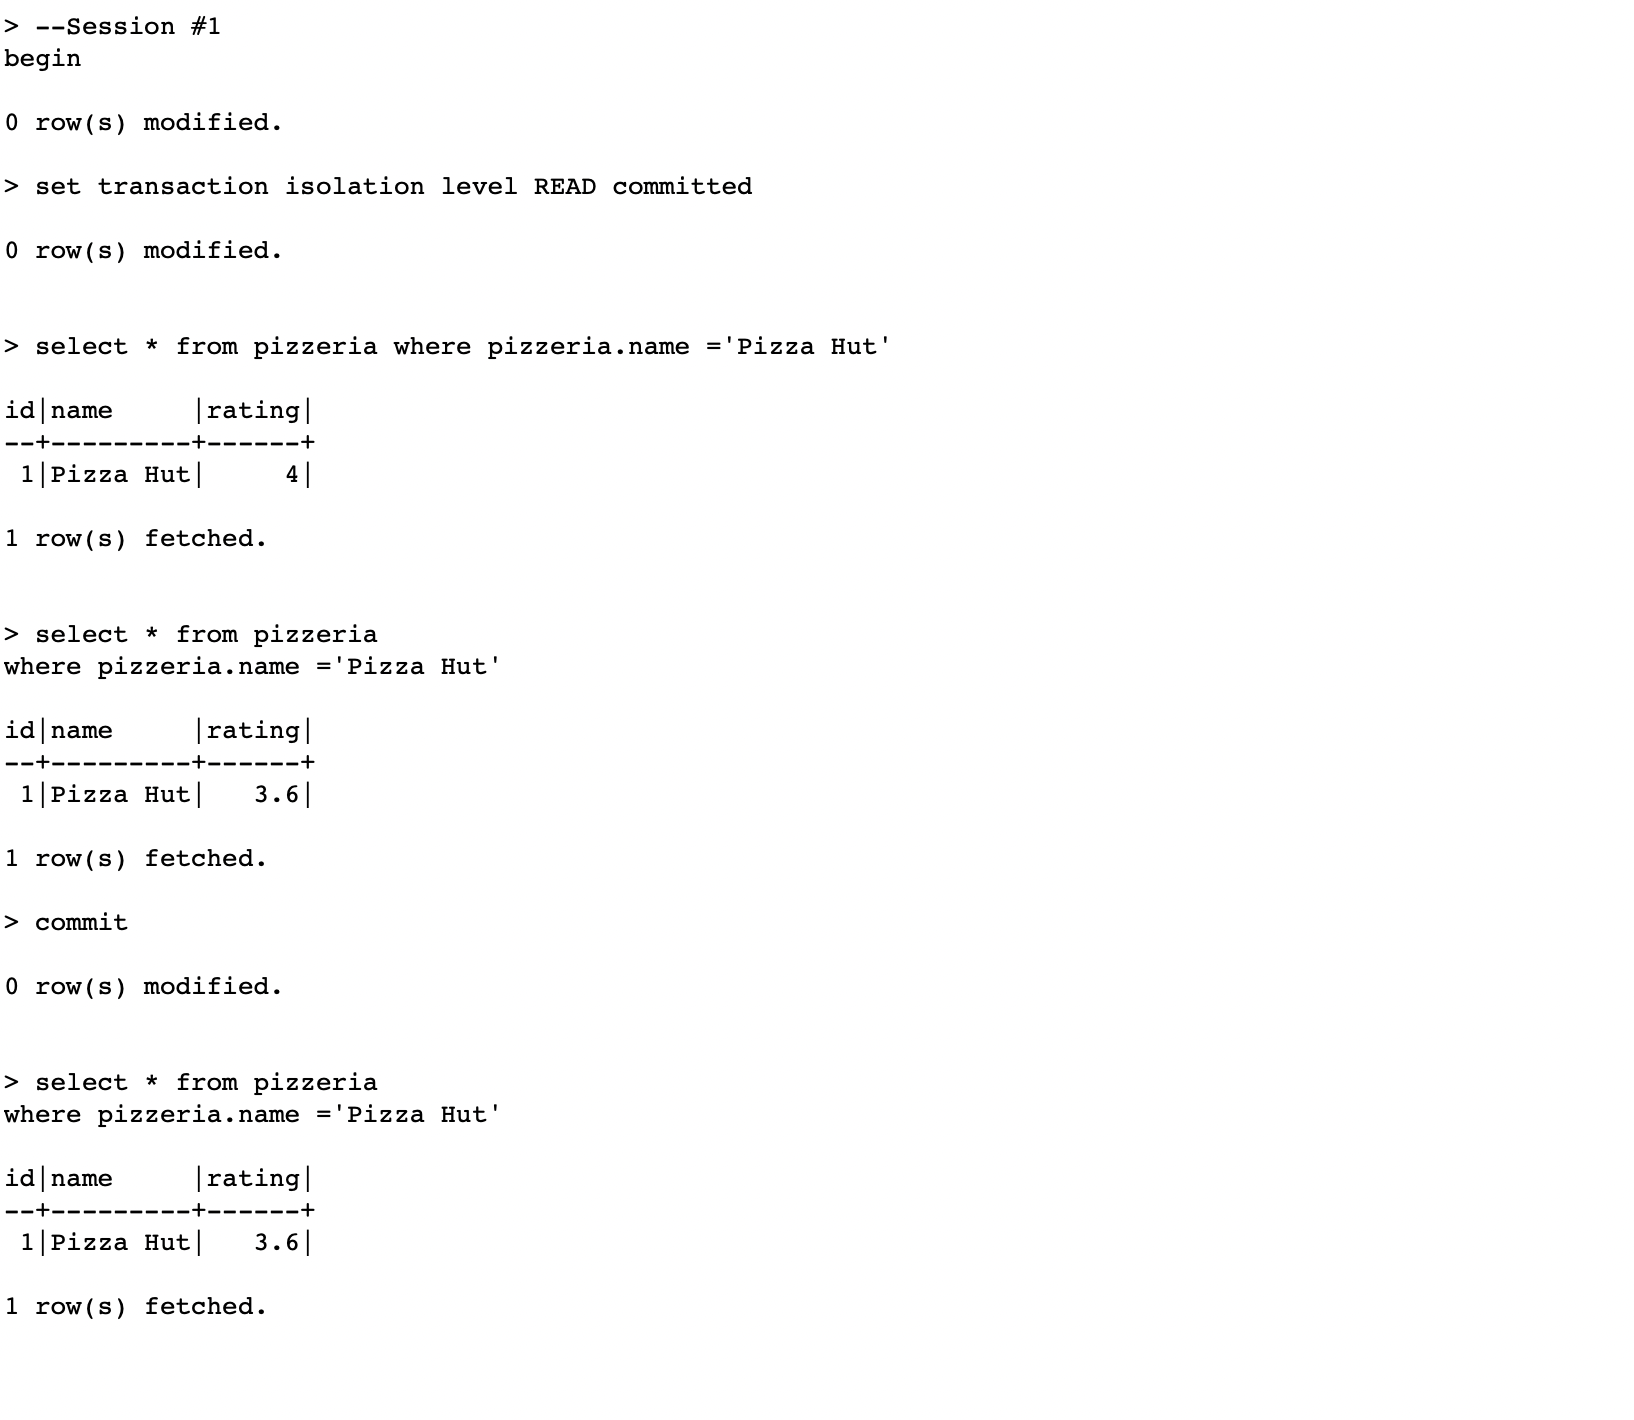 > --Session #1
begin
0 row(s) modified.
> set transaction isolation level READ committed
0 row(s) modified.
> select * from pizzeria where pizzeria.name ='Pizza Hut'
id|name     |rating|
--+---------+------+
 1|Pizza Hut|     4|
1 row(s) fetched.
> select * from pizzeria
where pizzeria.name ='Pizza Hut'
id|name     |rating|
--+---------+------+
 1|Pizza Hut|   3.6|
1 row(s) fetched.
> commit
0 row(s) modified.
> select * from pizzeria
where pizzeria.name ='Pizza Hut'
id|name     |rating|
--+---------+------+
 1|Pizza Hut|   3.6|
1 row(s) fetched.